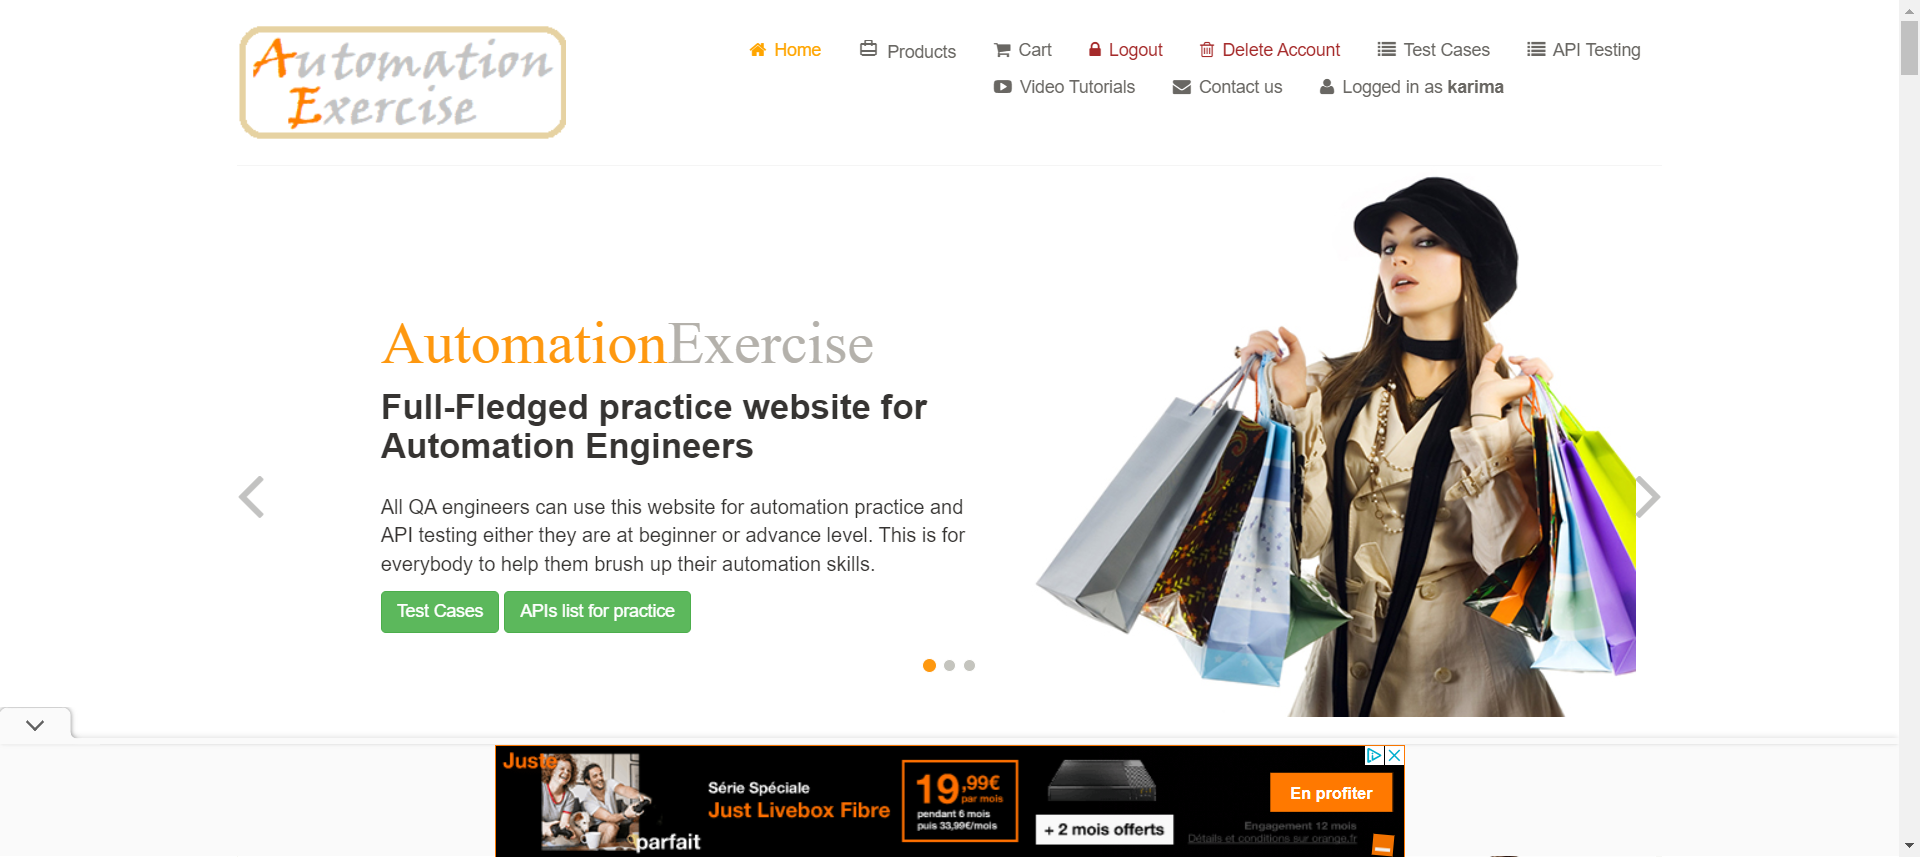 Automation
Exercise
Home
Products
Cart
Logout
Delete Account
Test Cases
API Testing
Video Tutorials
Contact us
Logged in as karima
AutomationExercise
Full-Fledged practice website for
Automation Engineers
All QA engineers can use this website for automation practice and
API testing either they are at beginner or advance level. This is for
everybody to help them brush up their automation skills.
Test Cases
APIs list for practice
Juste
parfait
Série Spéciale
Just Livebox Fibre
19,99€
par mois
pendant 6 mois
puis 33,99€/mois
+ 2 mois offerts
En profiter
Engagement 12 mois
Détails et conditions sur orange.fr